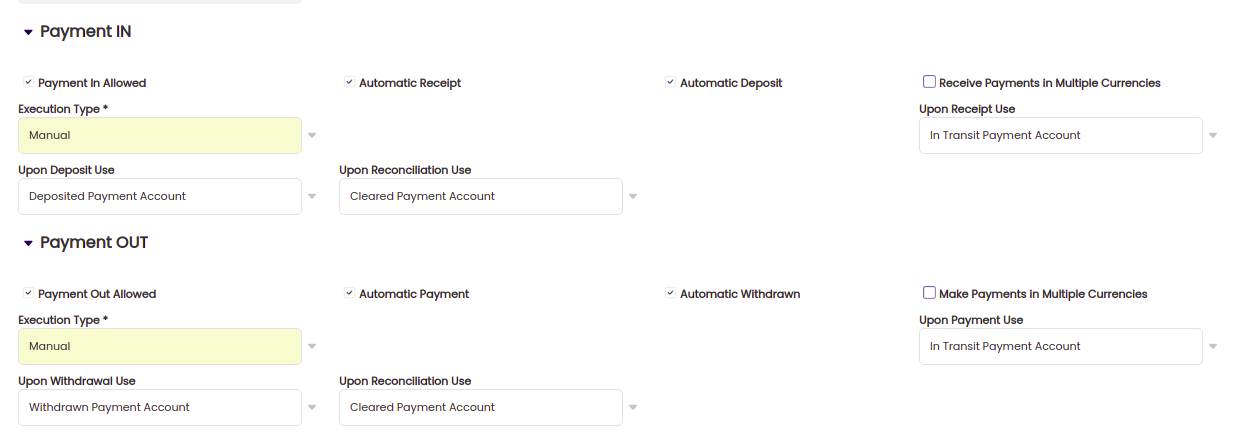 Payment IN
Payment In Allowed
Automatic Receipt
Automatic Deposit
Receive Payments in Multiple Currencies
Execution Type *
Manual
Upon Receipt Use
In Transit Payment Account
Upon Deposit Use
Deposited Payment Account
Upon Reconciliation Use
Cleared Payment Account
Payment OUT
Payment Out Allowed
Automatic Payment
Automatic Withdrawn
Make Payments in Multiple Currencies
Execution Type *
Manual
Upon Payment Use
In Transit Payment Account
Upon Withdrawal Use
Withdrawn Payment Account
Upon Reconciliation Use
Cleared Payment Account